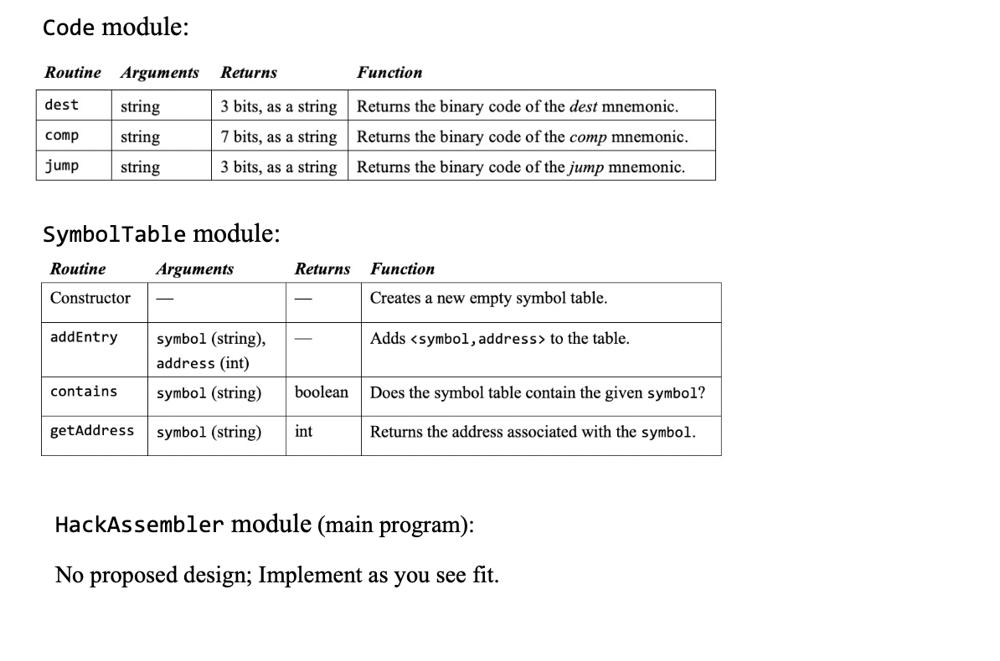 Code module:
Routine Arguments Returns Function
dest string 3 bits, as a string Returns the binary code of the dest mnemonic.
comp string 7 bits, as a string Returns the binary code of the comp mnemonic.
jump string 3 bits, as a string Returns the binary code of the jump mnemonic.
SymbolTable module:
Routine Arguments Returns Function
Constructor — — Creates a new empty symbol table.
addEntry symbol (string), — Adds <symbol,address> to the table.
address (int)
contains symbol (string) boolean Does the symbol table contain the given symbol?
getAddress symbol (string) int Returns the address associated with the symbol.
HackAssembler module (main program):
No proposed design; Implement as you see fit.